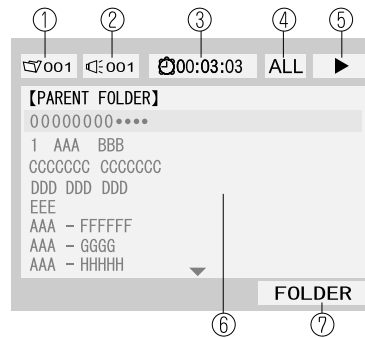 ① ② ③ ④ ⑤
001 001 00:03:03 ALL
【PARENT FOLDER】
00000000••••
1 AAA BBB
CCCCCCC CCCCCCC
DDD DDD DDD
EEE
AAA - FFFFFF
AAA - GGGG
AAA - HHHHH
FOLDER
⑥ ⑦